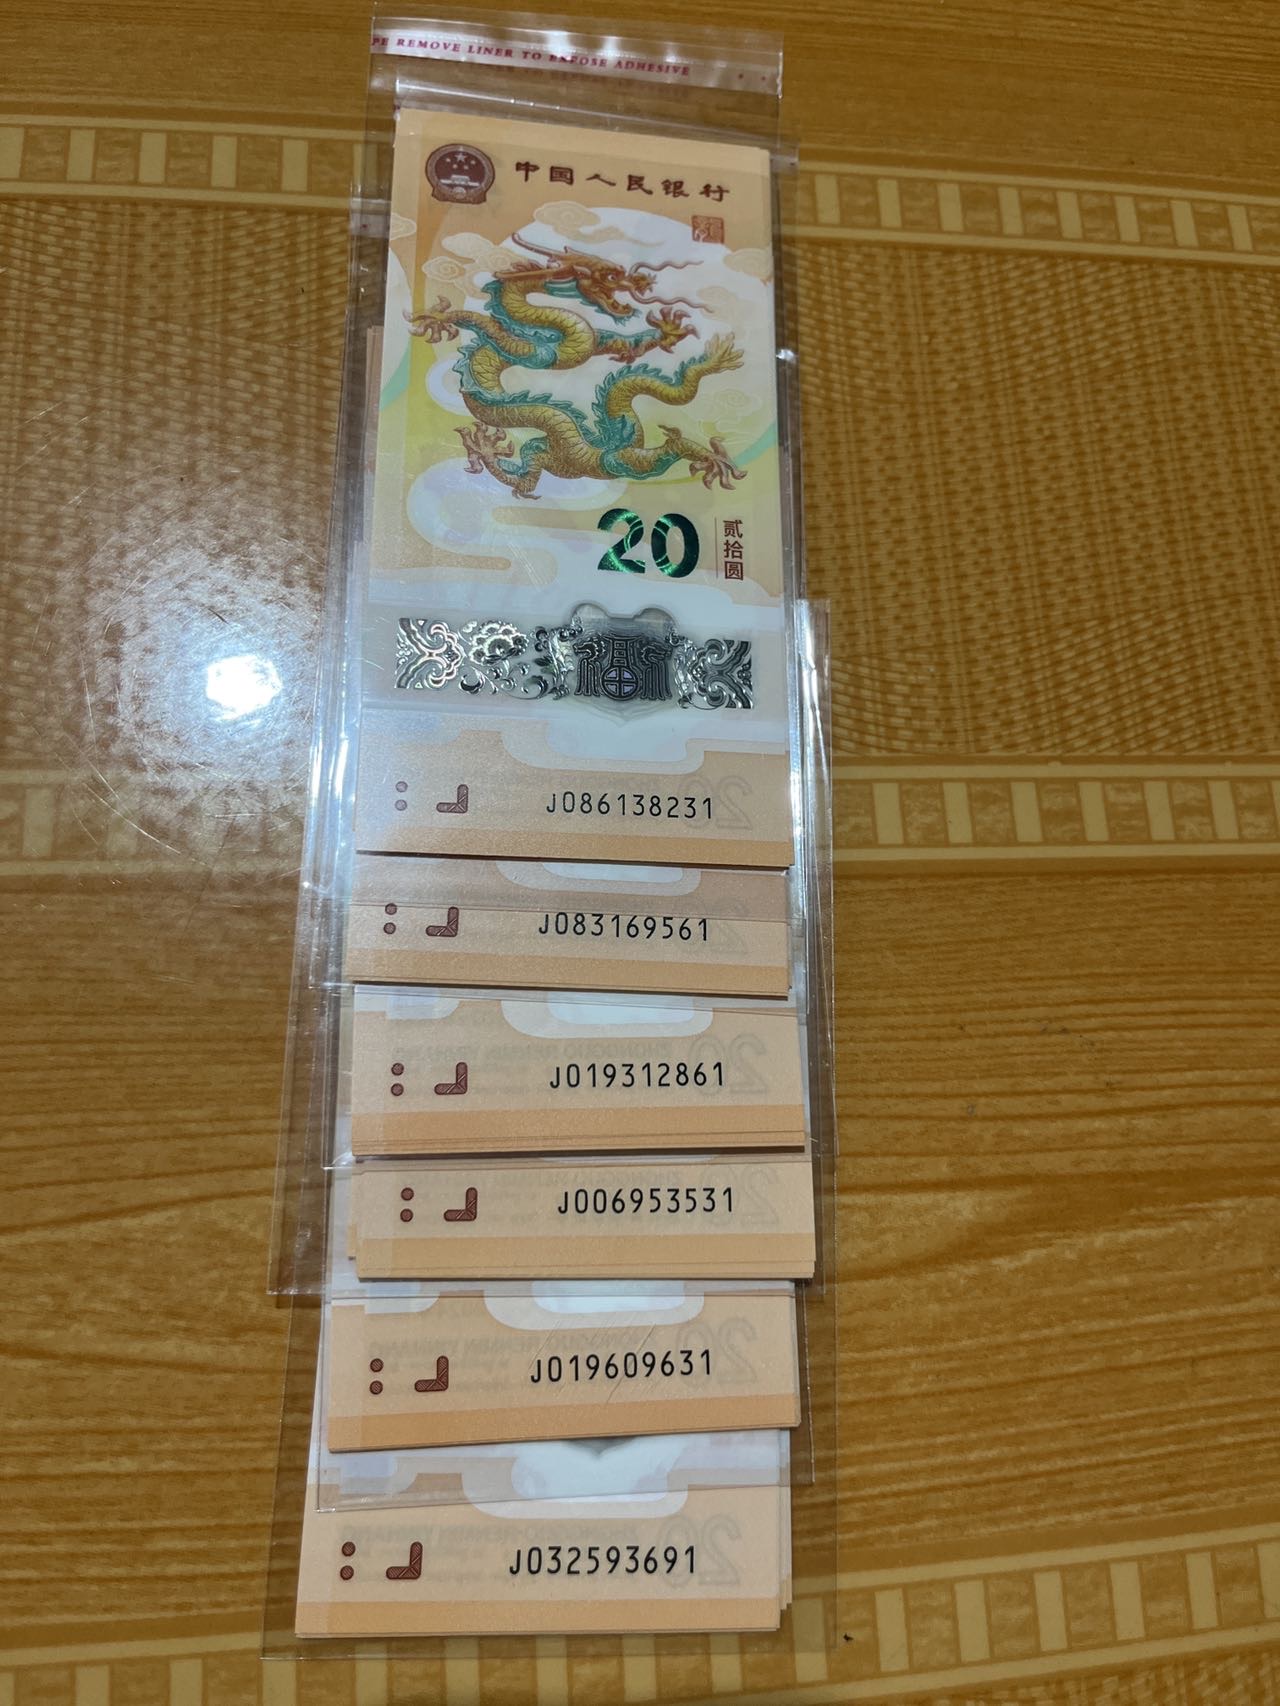 PE REMOVE LINER TO EXPOSE ADHESIVE
中国人民银行
龍
20
贰拾圆
福
J086138231
J083169561
J019312861
J006953531
J019609631
J032593691